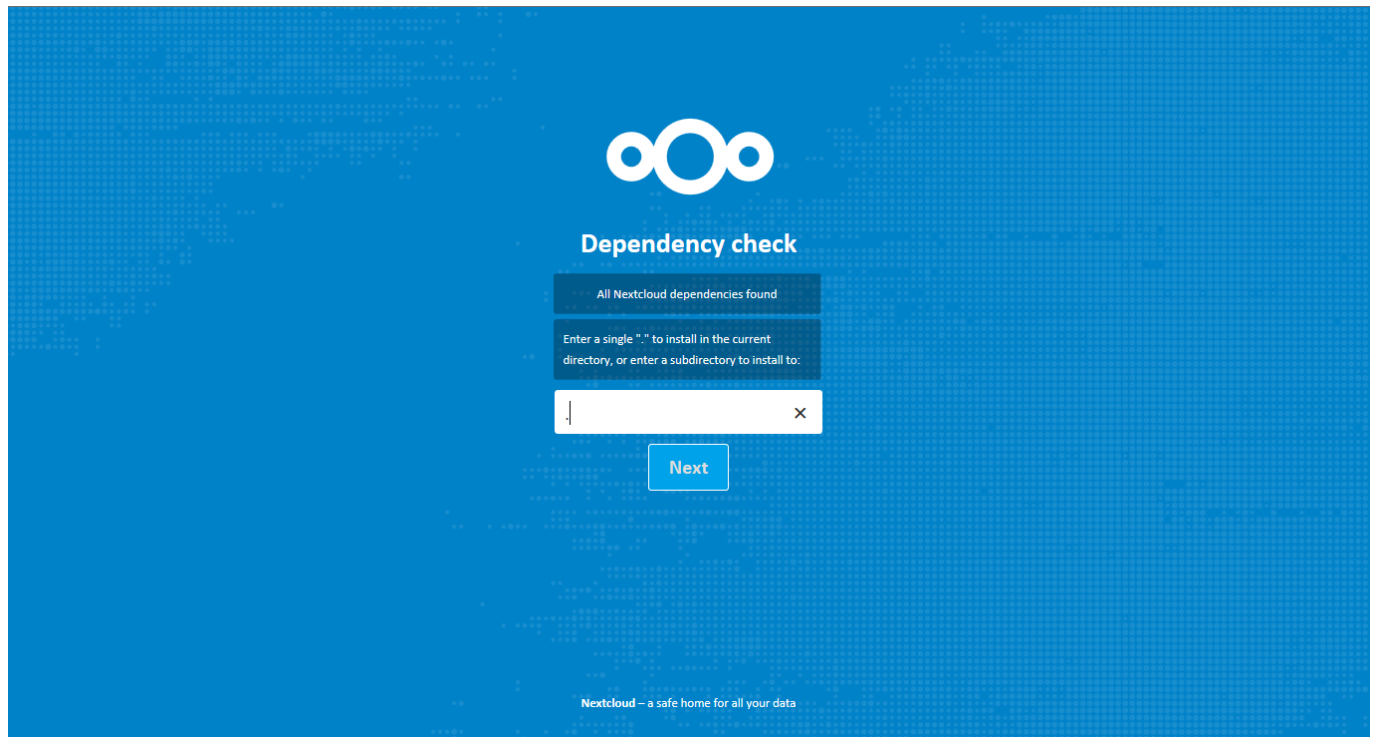 Dependency check
All Nextcloud dependencies found
Enter a single "." to install in the current
directory, or enter a subdirectory to install to:
.
Next
Nextcloud – a safe home for all your data